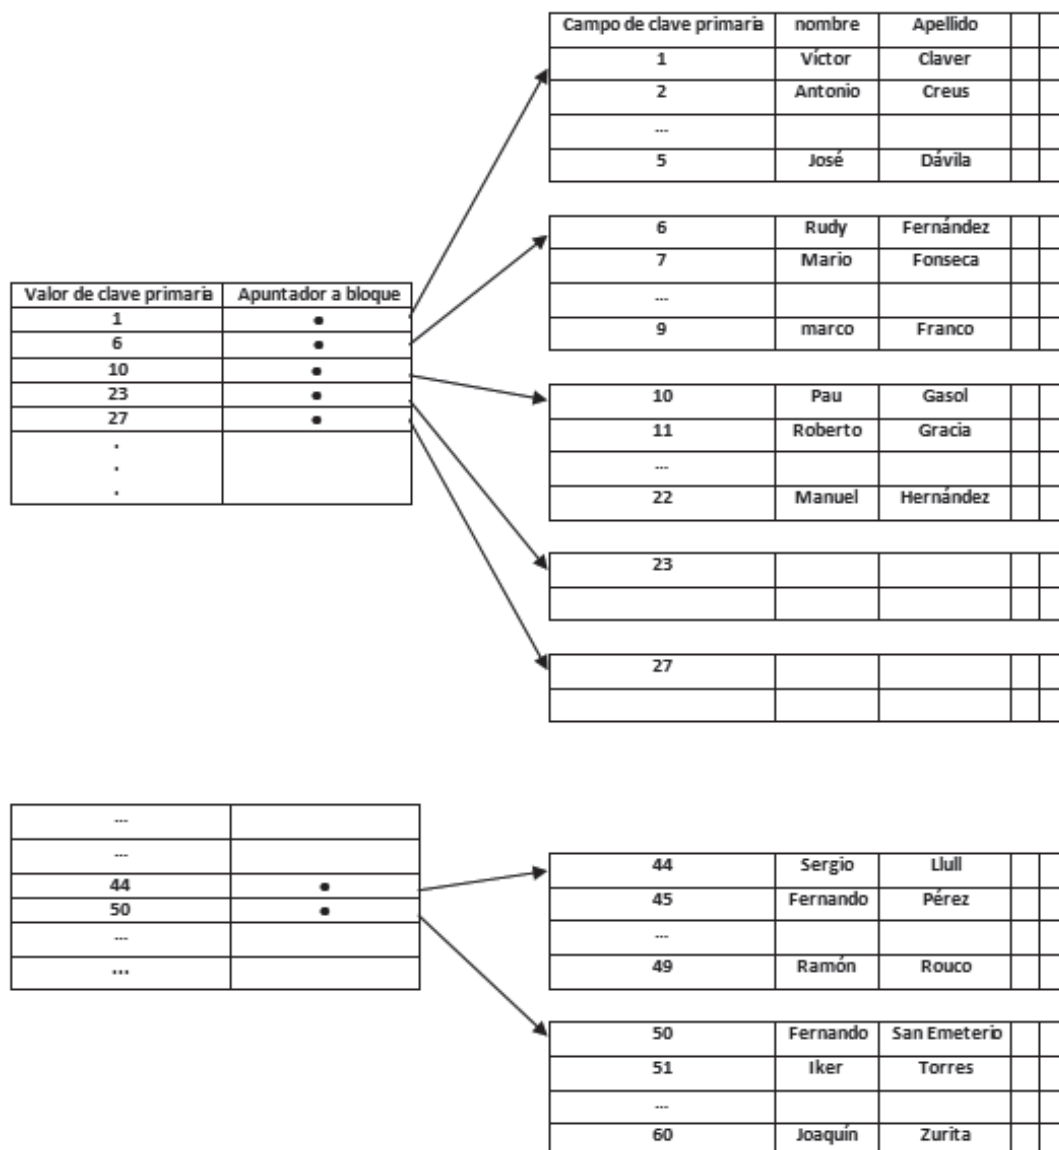 Campo de clave primaria nombre Apellido
1 Víctor Claver
2 Antonio Creus
...
5 José Dávila
6 Rudy Fernández
7 Mario Fonseca
...
9 marco Franco
Valor de clave primaria Apuntador a bloque
1 •
6 •
10 •
23 •
27 •
.
.
.
10 Pau Gasol
11 Roberto Gracia
...
22 Manuel Hernández
23
27
...
...
44 •
50 •
...
...
44 Sergio Llull
45 Fernando Pérez
...
49 Ramón Rouco
50 Fernando San Emeterio
51 Iker Torres
...
60 Joaquín Zurita